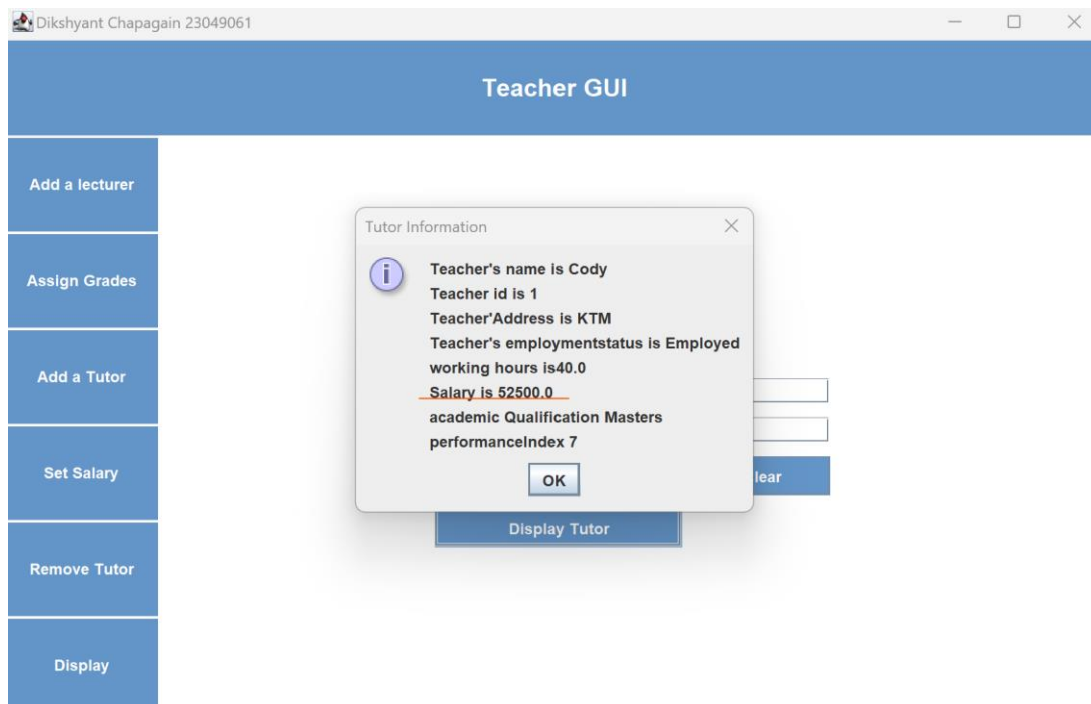 Dikshyant Chapagain 23049061
Teacher GUI
Add a lecturer
Assign Grades
Add a Tutor
Set Salary
Remove Tutor
Display
Tutor Information
Teacher's name is Cody
Teacher id is 1
Teacher'Address is KTM
Teacher's employmentstatus is Employed
working hours is40.0
Salary is 52500.0
academic Qualification Masters
performanceIndex 7
OK
lear
Display Tutor